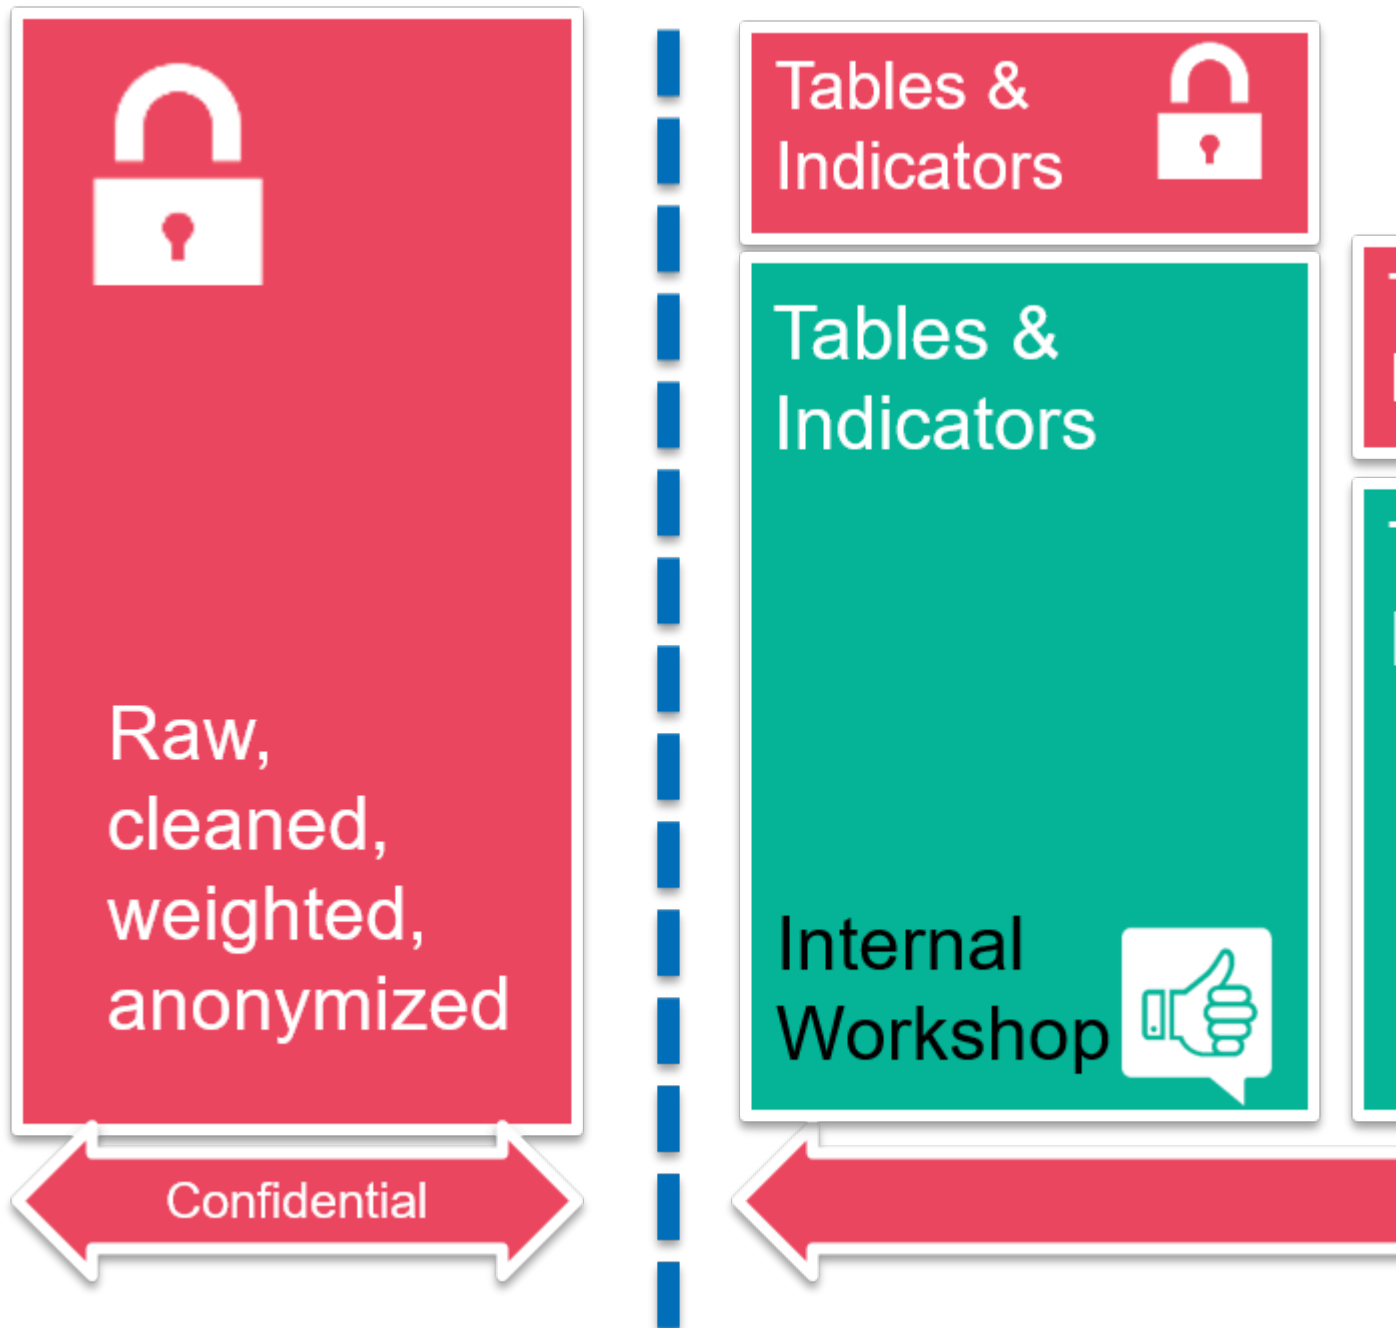 Raw,
cleaned,
weighted,
anonymized
Confidential
Tables &
Indicators
Tables &
Indicators
Internal
Workshop